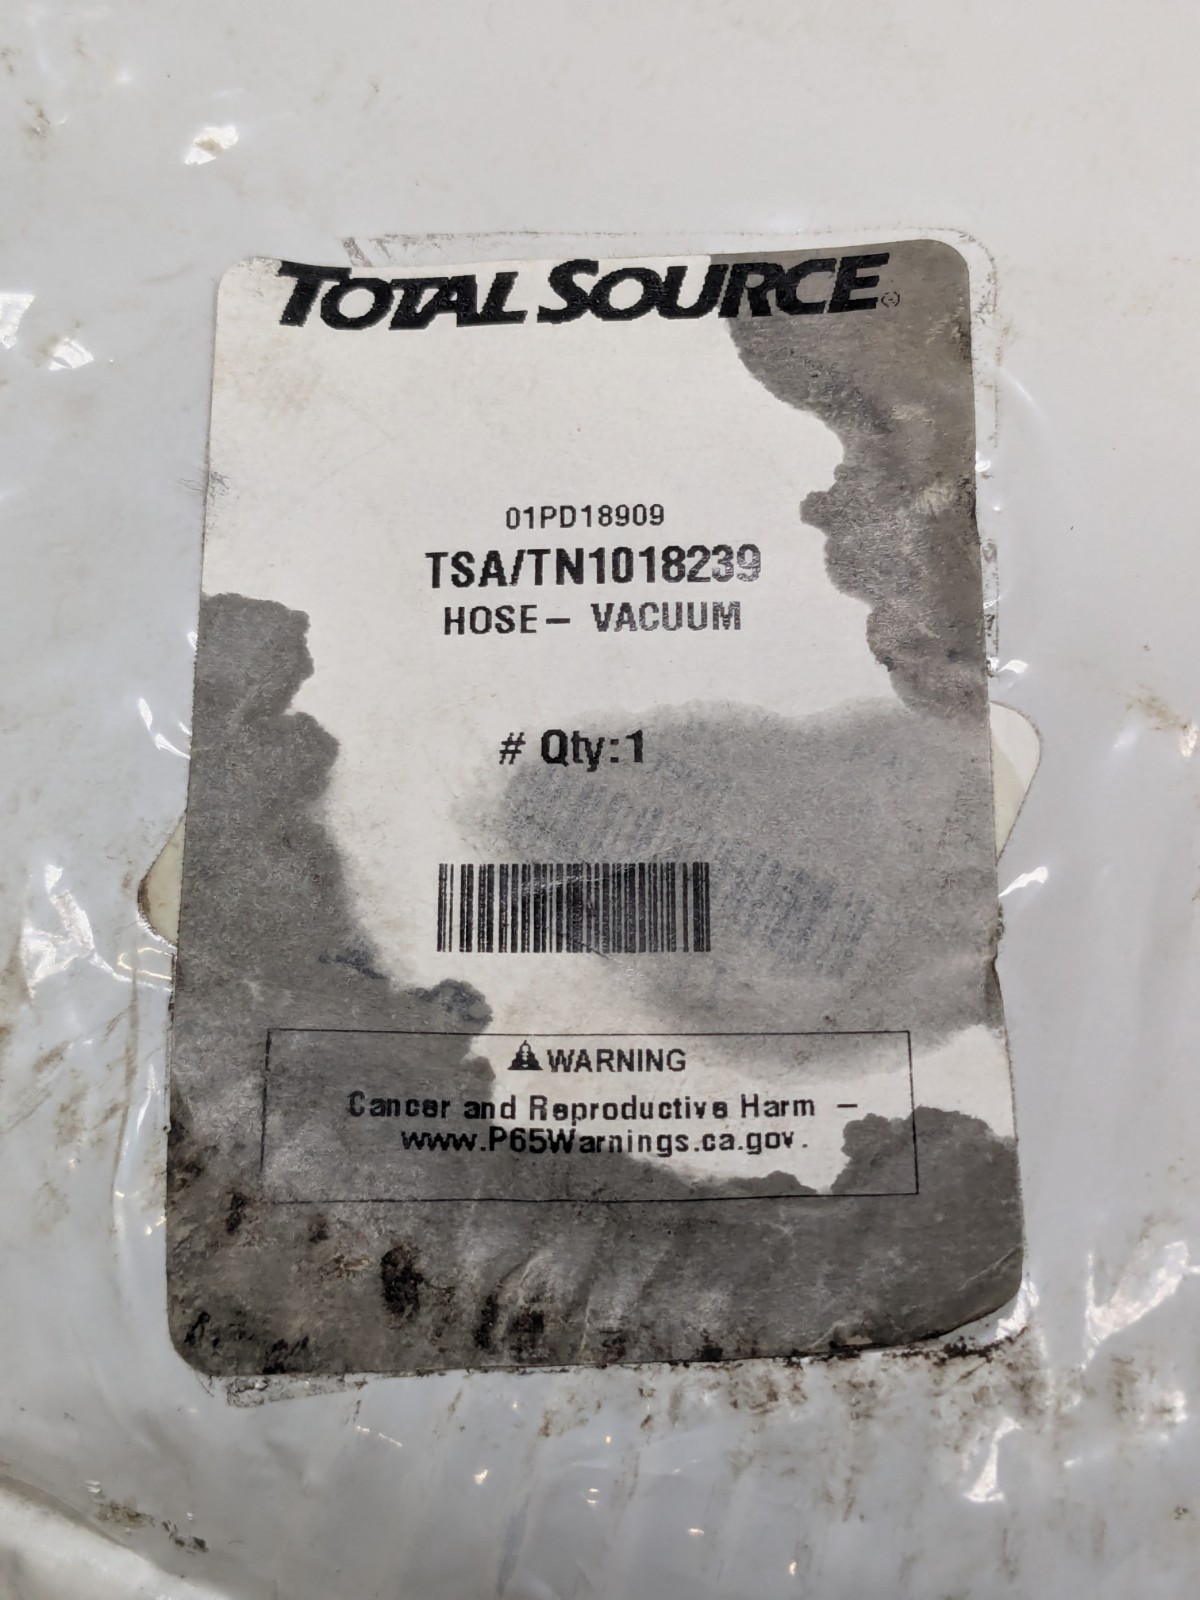 TOTAL SOURCE®
01PD18909
TSA/TN1018239
HOSE- VACUUM
# Qty:1
WARNING
Cancer and Reproductive Harm -
www.P65Warnings.ca.gov.